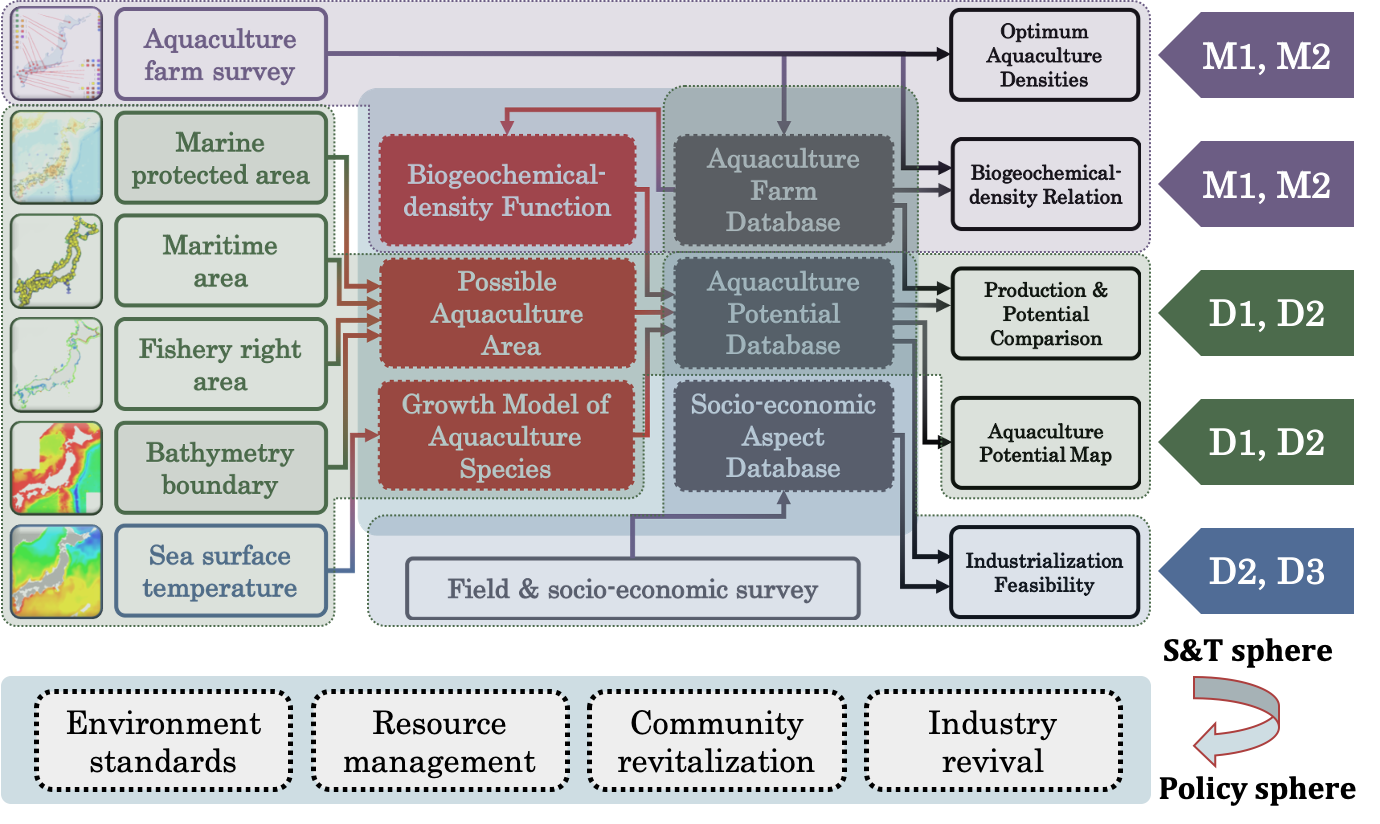 Aquaculture
farm survey
Optimum
Aquaculture
Densities
M1, M2
Marine
protected area
Biogeochemical-
density Function
Aquaculture
Farm
Database
Biogeochemical-
density Relation
M1, M2
Maritime
area
Possible
Aquaculture
Area
Aquaculture
Potential
Database
Production &
Potential
Comparison
D1, D2
Fishery right
area
Growth Model of
Aquaculture
Species
Socio-economic
Aspect
Database
Aquaculture
Potential Map
D1, D2
Bathymetry
boundary
Sea surface
temperature
Field & socio-economic survey
Industrialization
Feasibility
D2, D3
S&T sphere
Environment
standards
Resource
management
Community
revitalization
Industry
revival
Policy sphere